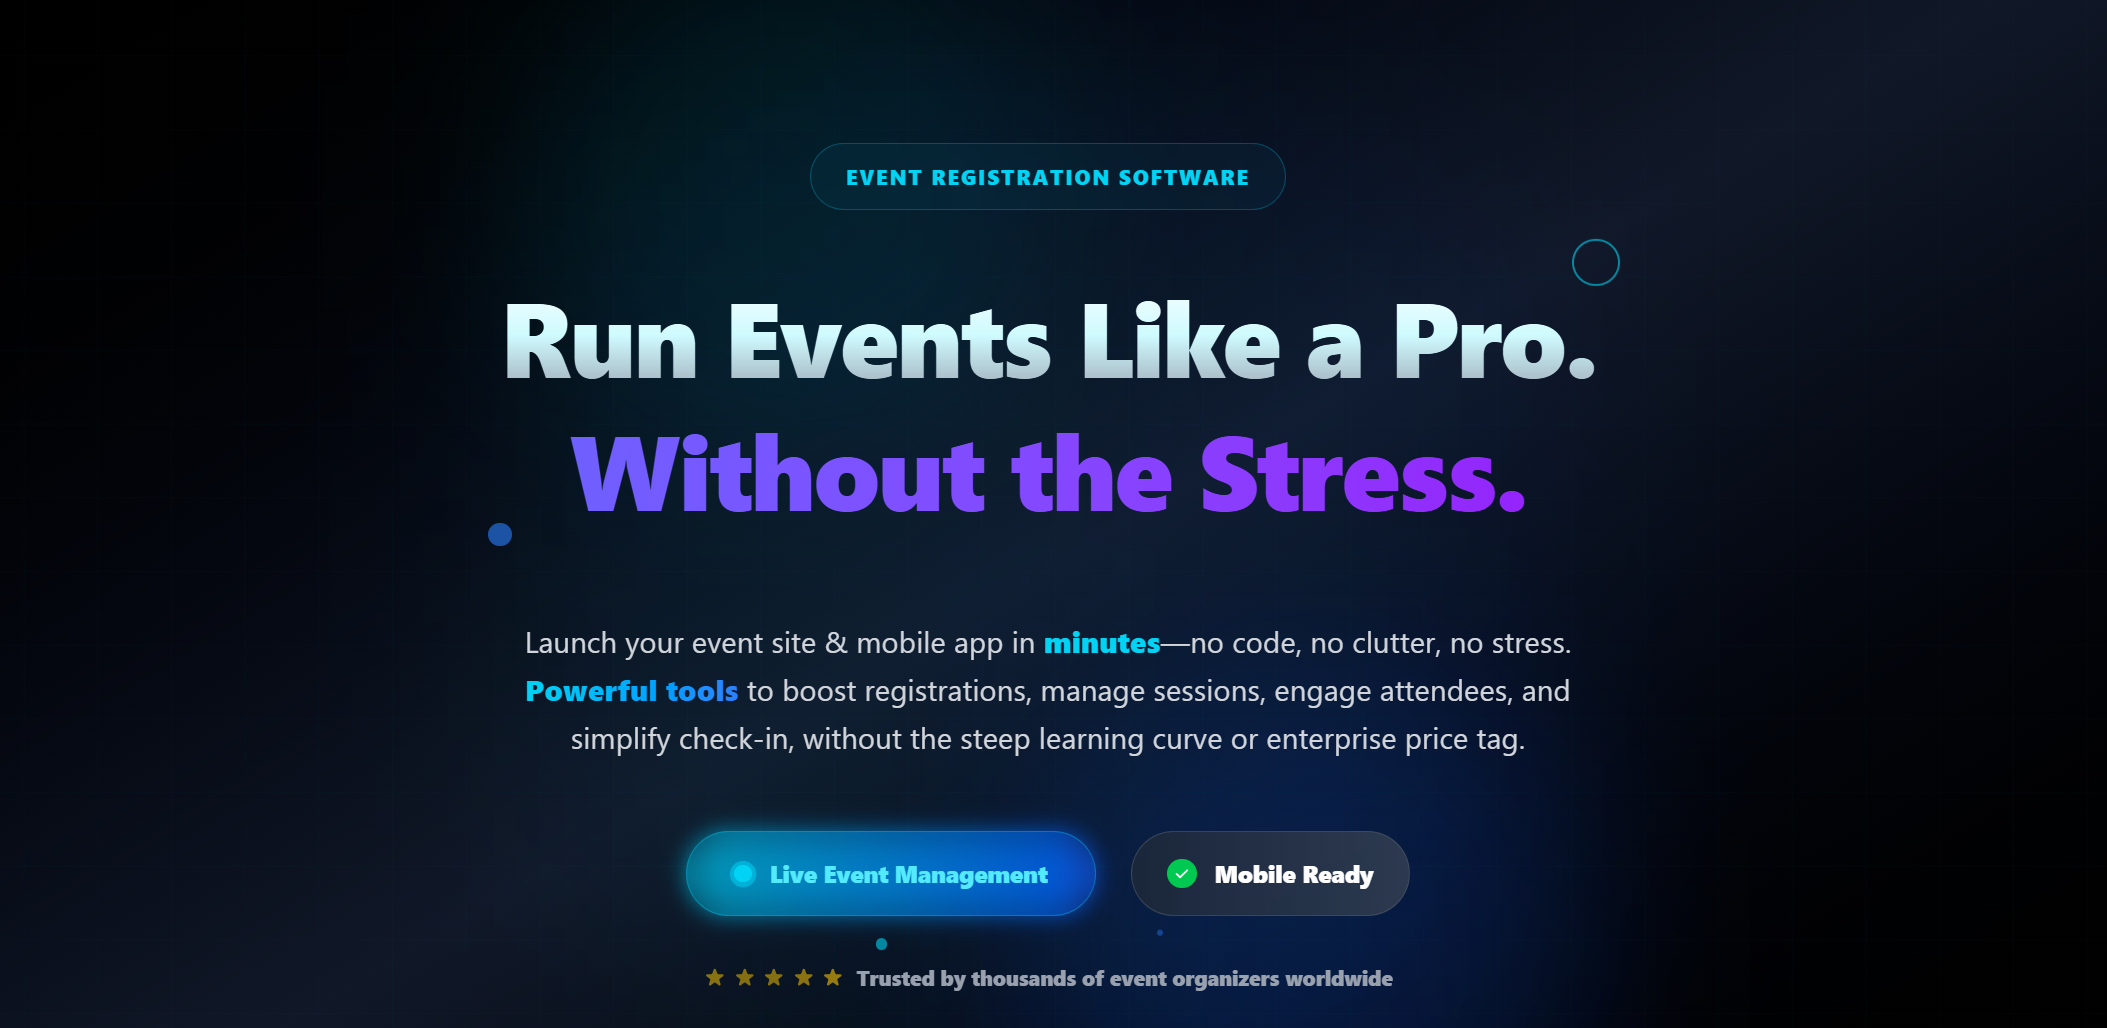 EVENT REGISTRATION SOFTWARE
Run Events Like a Pro.
Without the Stress.
Launch your event site & mobile app in minutes—no code, no clutter, no stress.
Powerful tools to boost registrations, manage sessions, engage attendees, and
simplify check-in, without the steep learning curve or enterprise price tag.
Live Event Management
Mobile Ready
Trusted by thousands of event organizers worldwide